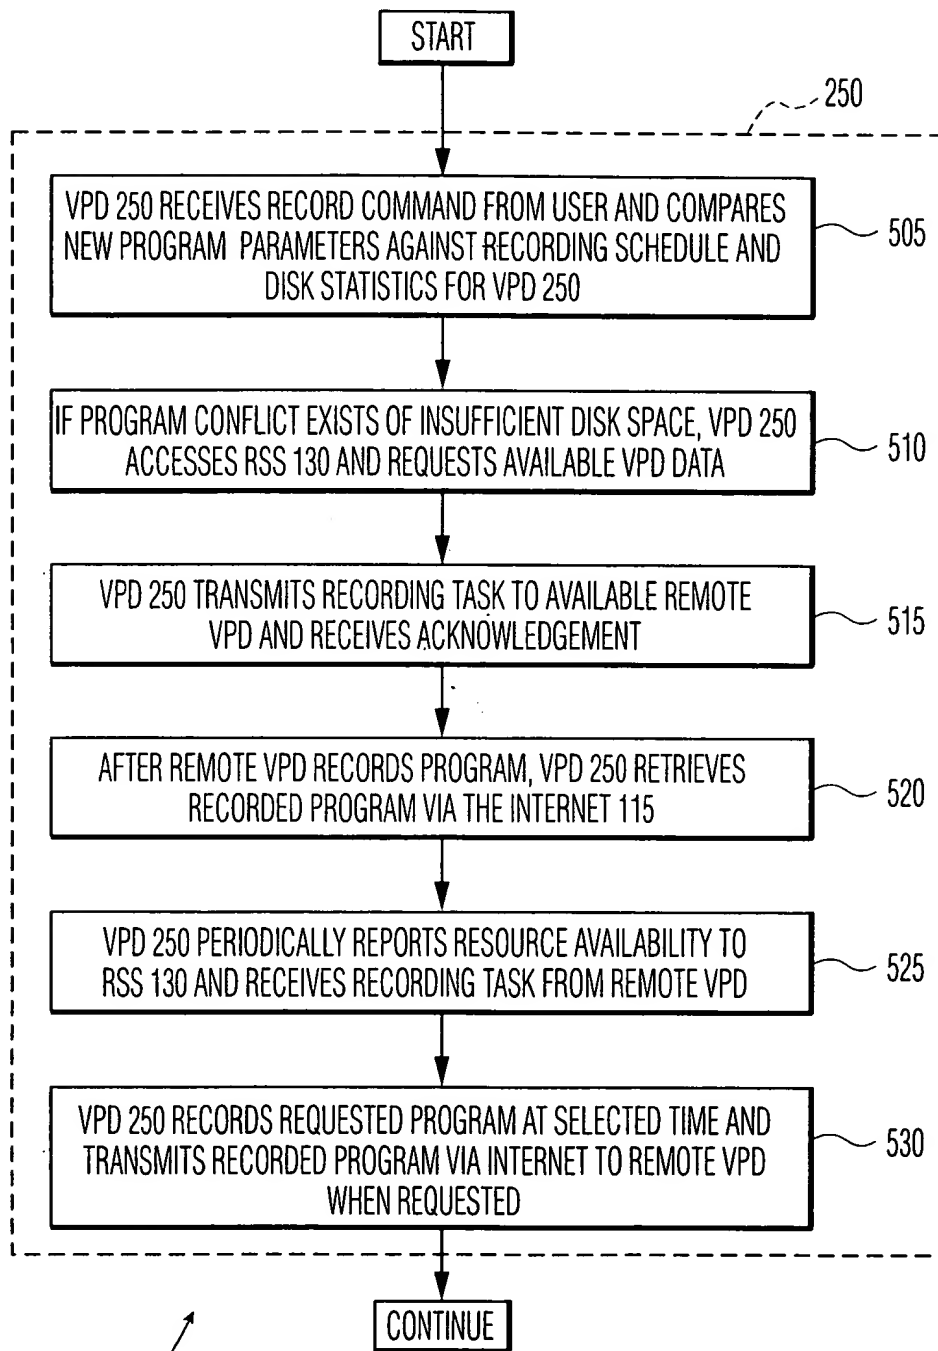 START
250
VPD 250 RECEIVES RECORD COMMAND FROM USER AND COMPARES
NEW PROGRAM PARAMETERS AGAINST RECORDING SCHEDULE AND
DISK STATISTICS FOR VPD 250
505
IF PROGRAM CONFLICT EXISTS OF INSUFFICIENT DISK SPACE, VPD 250
ACCESSES RSS 130 AND REQUESTS AVAILABLE VPD DATA
510
VPD 250 TRANSMITS RECORDING TASK TO AVAILABLE REMOTE
VPD AND RECEIVES ACKNOWLEDGEMENT
515
AFTER REMOTE VPD RECORDS PROGRAM, VPD 250 RETRIEVES
RECORDED PROGRAM VIA THE INTERNET 115
520
VPD 250 PERIODICALLY REPORTS RESOURCE AVAILABILITY TO
RSS 130 AND RECEIVES RECORDING TASK FROM REMOTE VPD
525
VPD 250 RECORDS REQUESTED PROGRAM AT SELECTED TIME AND
TRANSMITS RECORDED PROGRAM VIA INTERNET TO REMOTE VPD
WHEN REQUESTED
530
CONTINUE